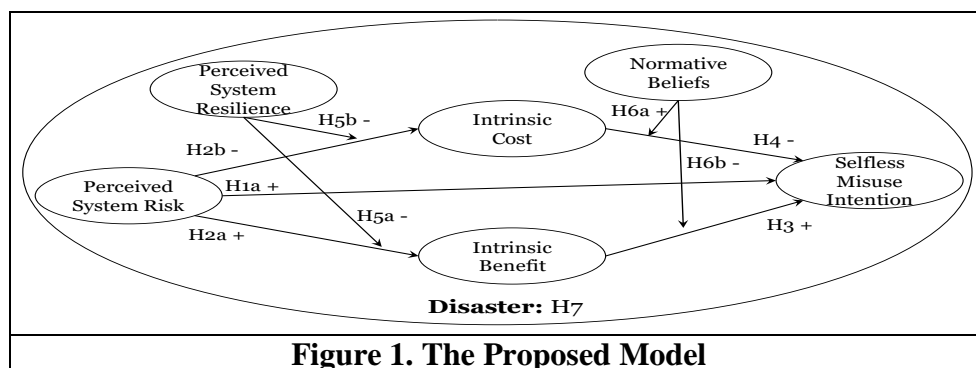 Perceived
System
Resilience
Normative
Beliefs
H5b -
H6a +
Intrinsic
Cost
H2b -
H4 -
H6b -
Selfless
Misuse
Intention
Perceived
System Risk
H1a +
H5a -
H2a +
H3 +
Intrinsic
Benefit
Disaster: H7
Figure 1. The Proposed Model